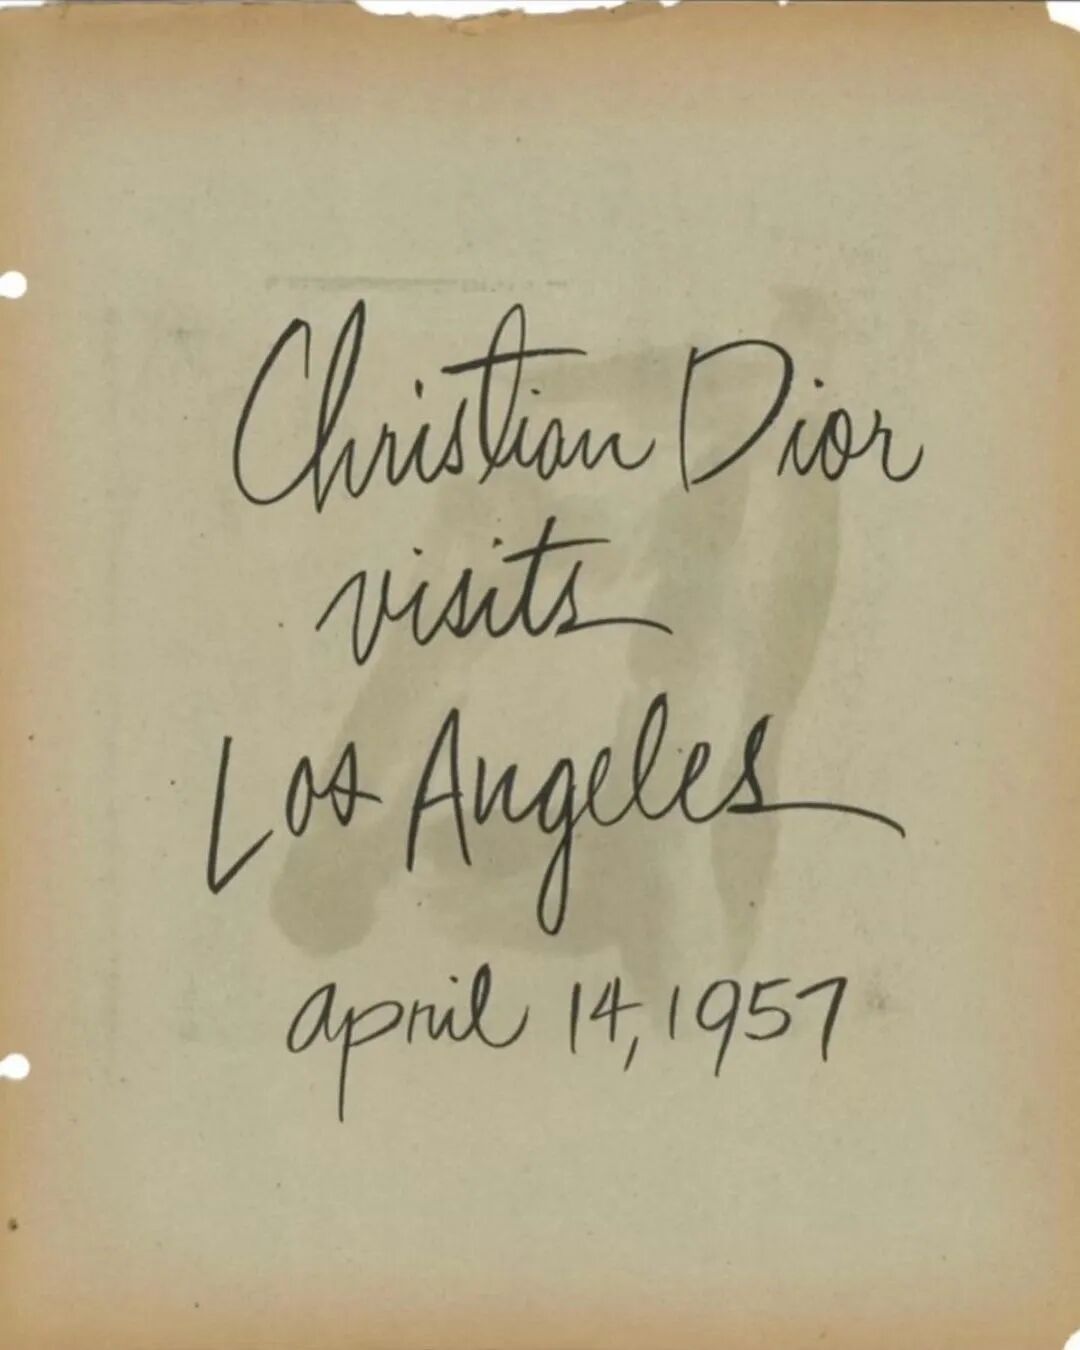 Christian Dior
visits
Los Angeles
april 14, 1957